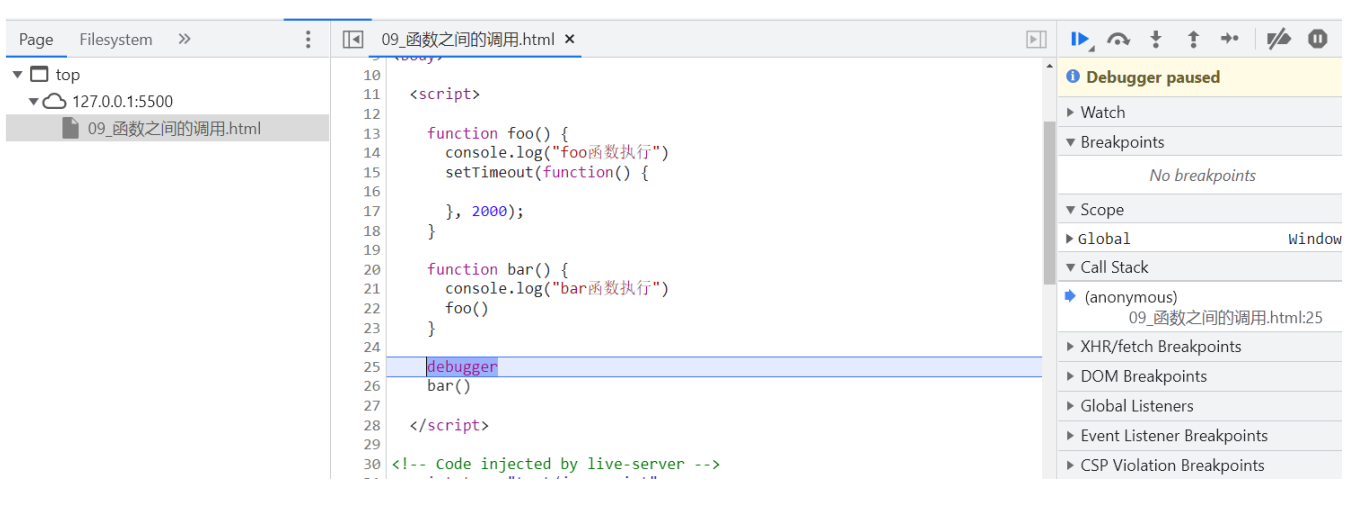 Page Filesystem
top
127.0.0.1:5500
09_函数之间的调用.html
09_函数之间的调用.html ×
9 <body>
10
11 <script>
12
13 function foo() {
14 console.log("foo函数执行")
15 setTimeout(function() {
16
17 }, 2000);
18 }
19
20 function bar() {
21 console.log("bar函数执行")
22 foo()
23 }
24
25 debugger
26 bar()
27
28 </script>
29
30 <!-- Code injected by live-server -->
Debugger paused
Watch
Breakpoints
No breakpoints
Scope
Global Window
Call Stack
(anonymous)
09_函数之间的调用.html:25
XHR/fetch Breakpoints
DOM Breakpoints
Global Listeners
Event Listener Breakpoints
CSP Violation Breakpoints